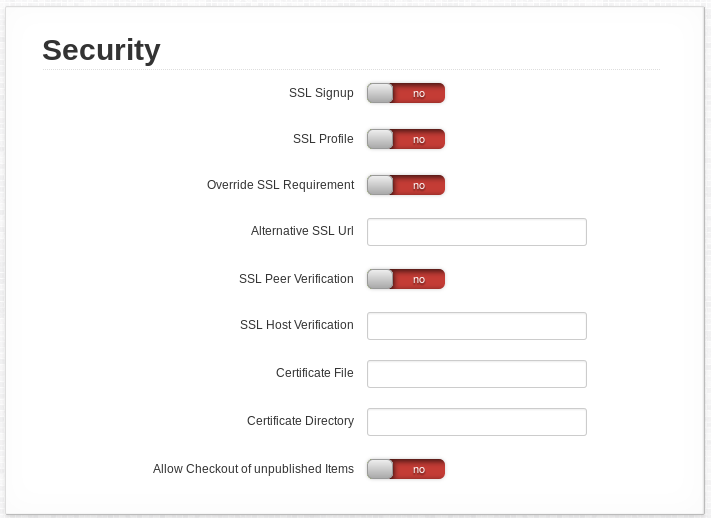 Security
SSL Signup no
SSL Profile no
Override SSL Requirement no
Alternative SSL Url
SSL Peer Verification no
SSL Host Verification
Certificate File
Certificate Directory
Allow Checkout of unpublished Items no